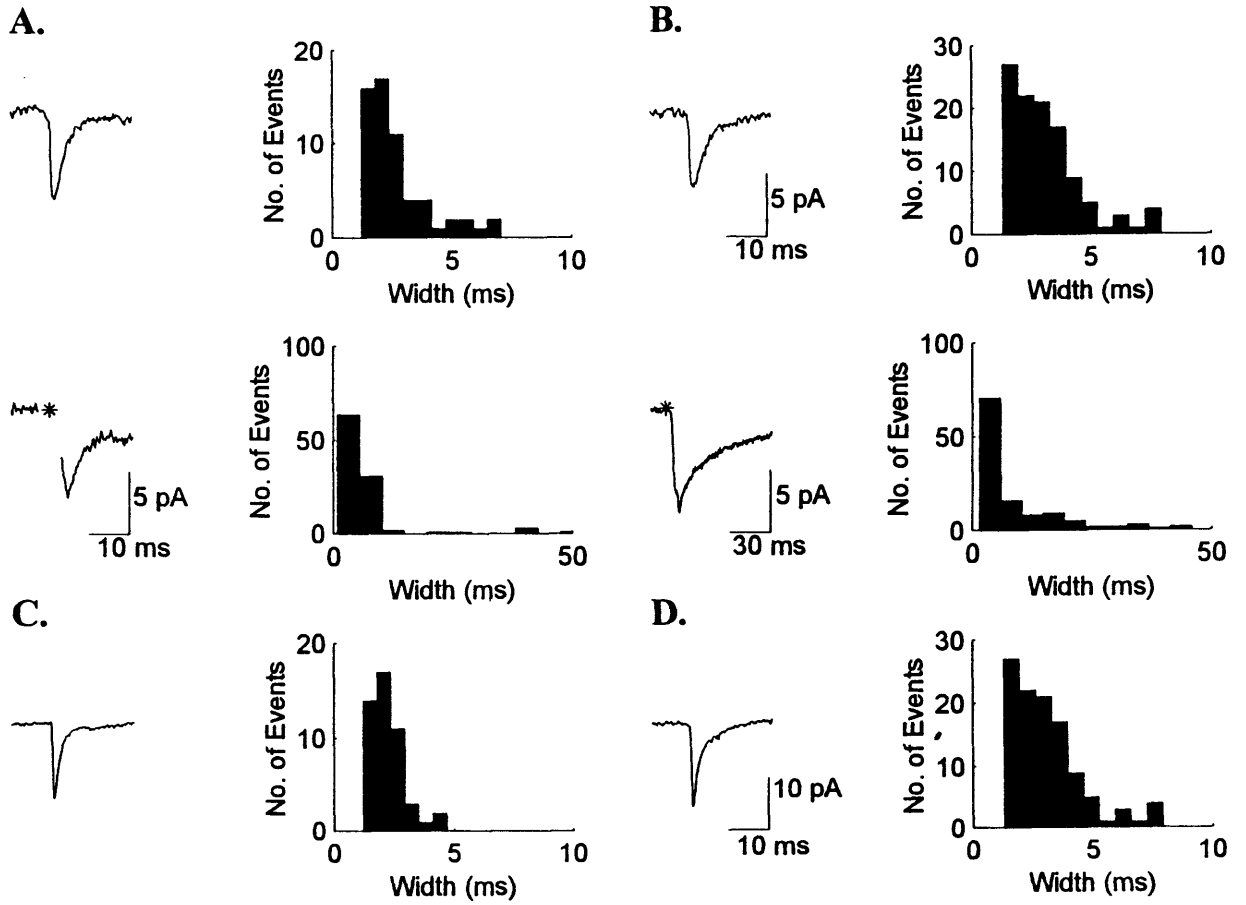 A.
No. of Events
20
10
0
0 5 10
Width (ms)
B.
5 pA
10 ms
No. of Events
30
20
10
0
0 5 10
Width (ms)
*
5 pA
10 ms
No. of Events
100
50
0
0 50
Width (ms)
*
5 pA
30 ms
No. of Events
100
50
0
0 50
Width (ms)
C.
No. of Events
20
10
0
0 5 10
Width (ms)
D.
10 pA
10 ms
No. of Events
30
20
10
0
0 5 10
Width (ms)